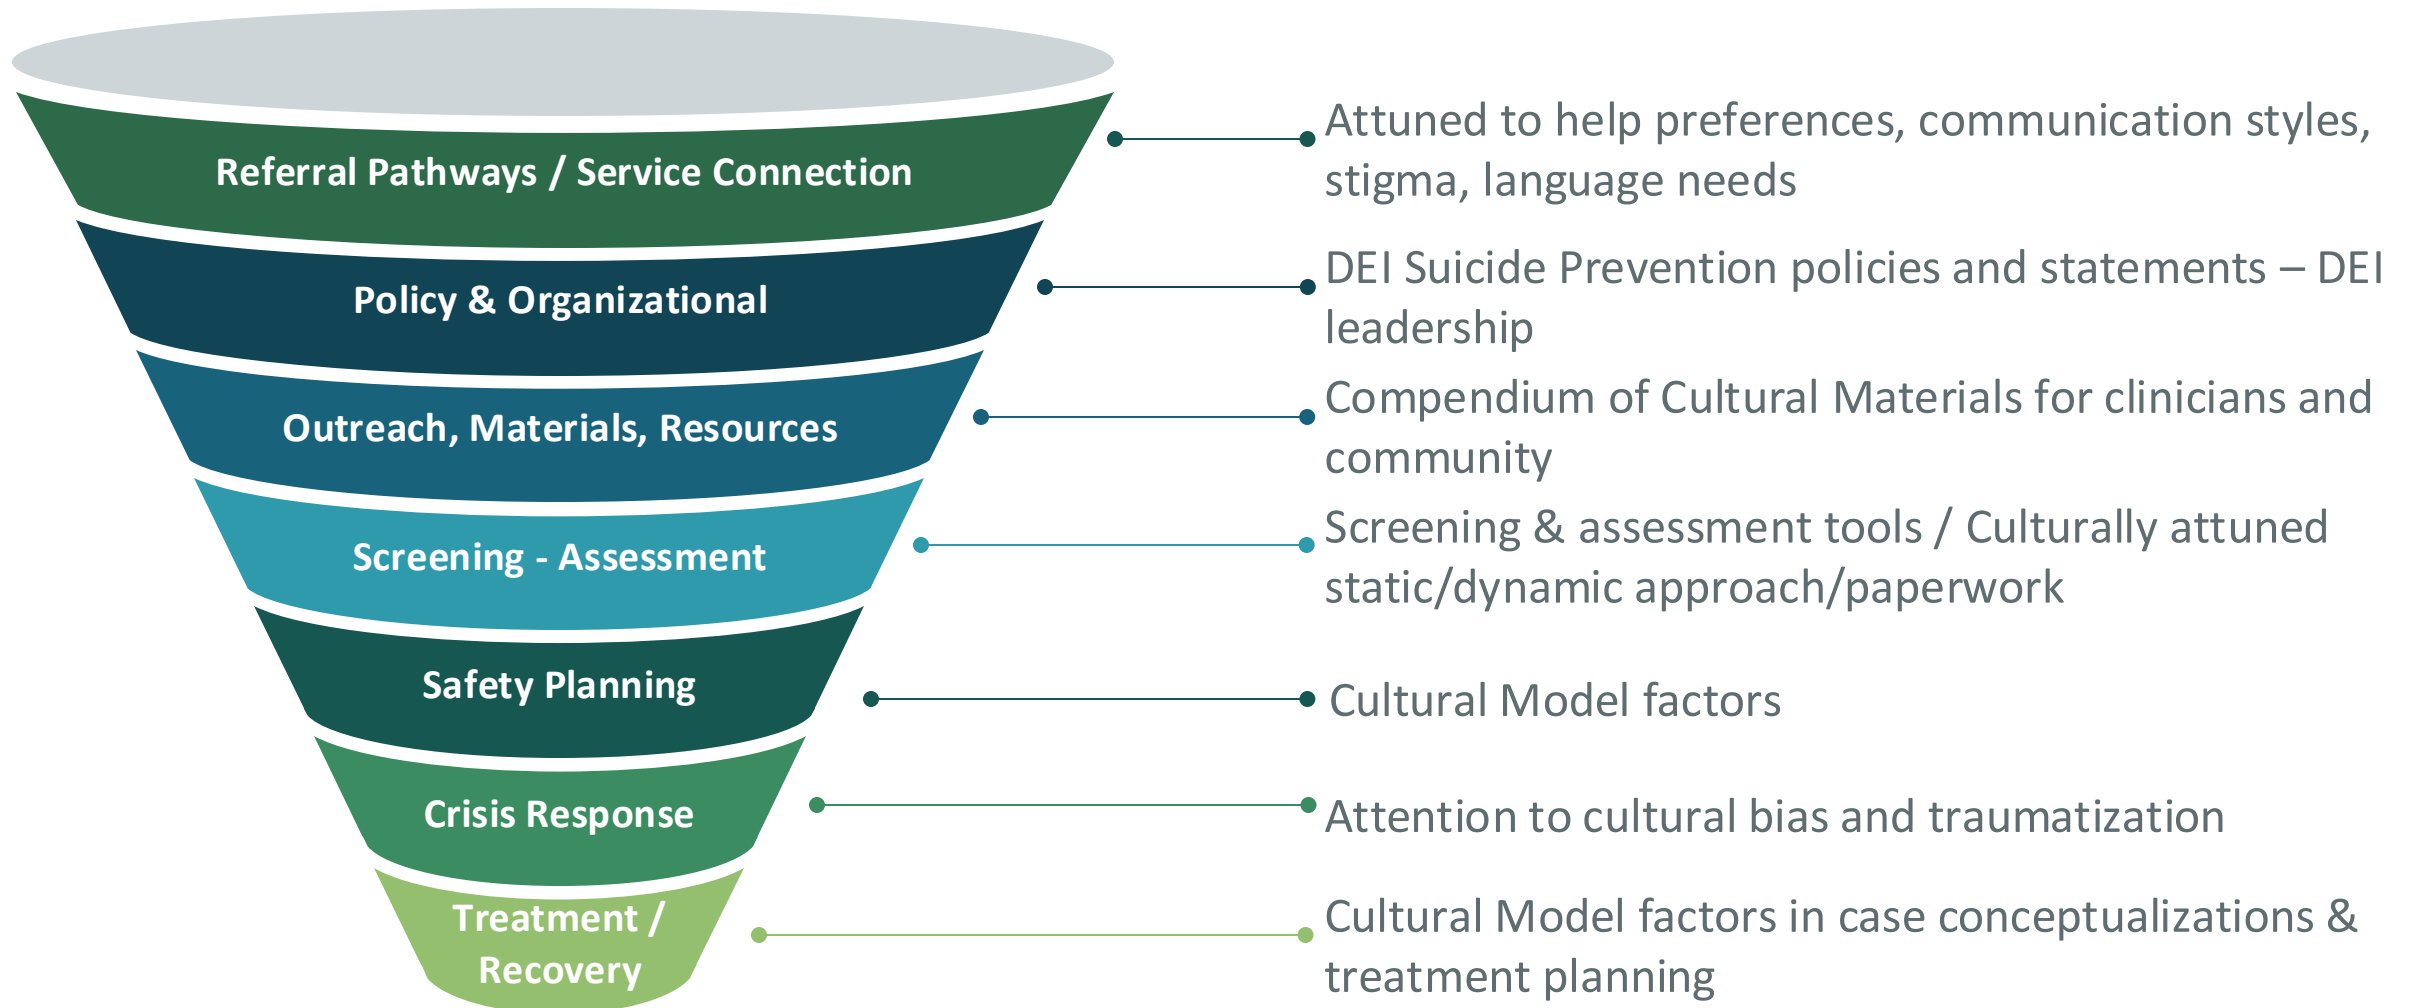 Referral Pathways / Service Connection
Attuned to help preferences, communication styles,
stigma, language needs
Policy & Organizational
DEI Suicide Prevention policies and statements – DEI
leadership
Outreach, Materials, Resources
Compendium of Cultural Materials for clinicians and
community
Screening - Assessment
Screening & assessment tools / Culturally attuned
static/dynamic approach/paperwork
Safety Planning
Cultural Model factors
Crisis Response
Attention to cultural bias and traumatization
Treatment /
Recovery
Cultural Model factors in case conceptualizations &
treatment planning